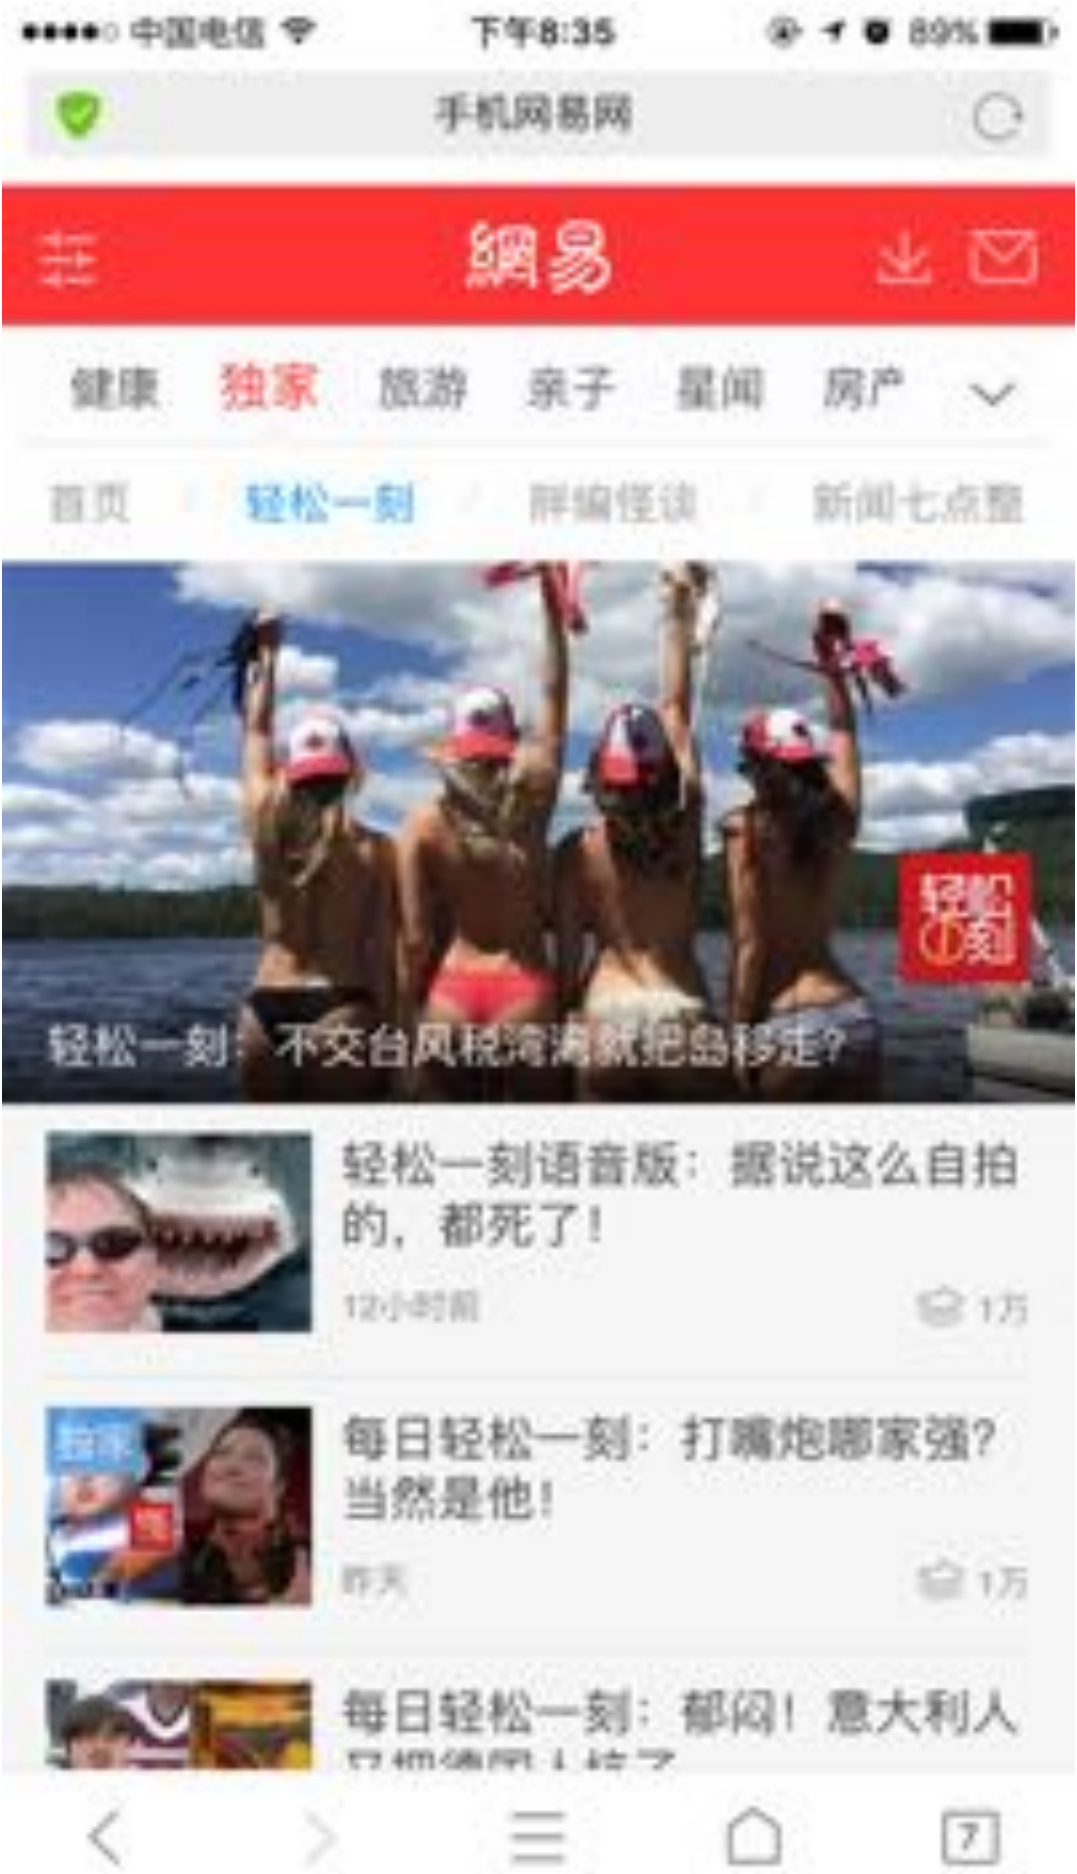 中国电信 下午8:35 89%
手机网易网
網易
健康 独家 旅游 亲子 星闻 房产
首页 轻松一刻 胖编怪谈 新闻七点整
轻松一刻
轻松一刻：不交台风税湾湾就把岛移走？
轻松一刻语音版：据说这么自拍
的，都死了！
12小时前 1万
独家
每日轻松一刻：打嘴炮哪家强？
当然是他！
昨天 1万
每日轻松一刻：郁闷！意大利人
7